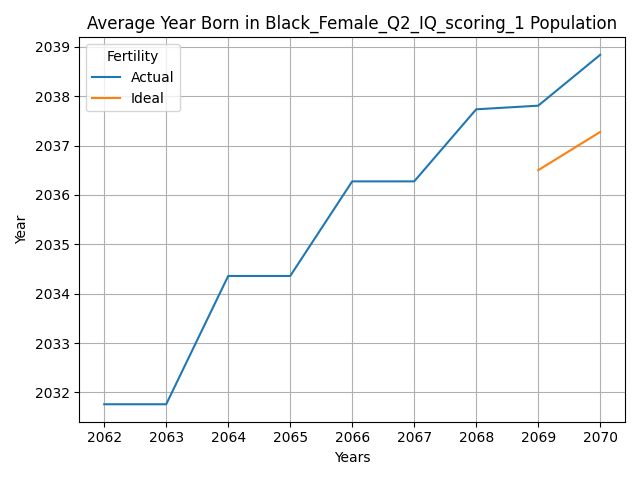 Average Year Born in Black_Female_Q2_IQ_scoring_1 Population
Fertility
Actual
Ideal
2039
2038
2037
2036
2035
2034
2033
2032
Year
2062 2063 2064 2065 2066 2067 2068 2069 2070
Years